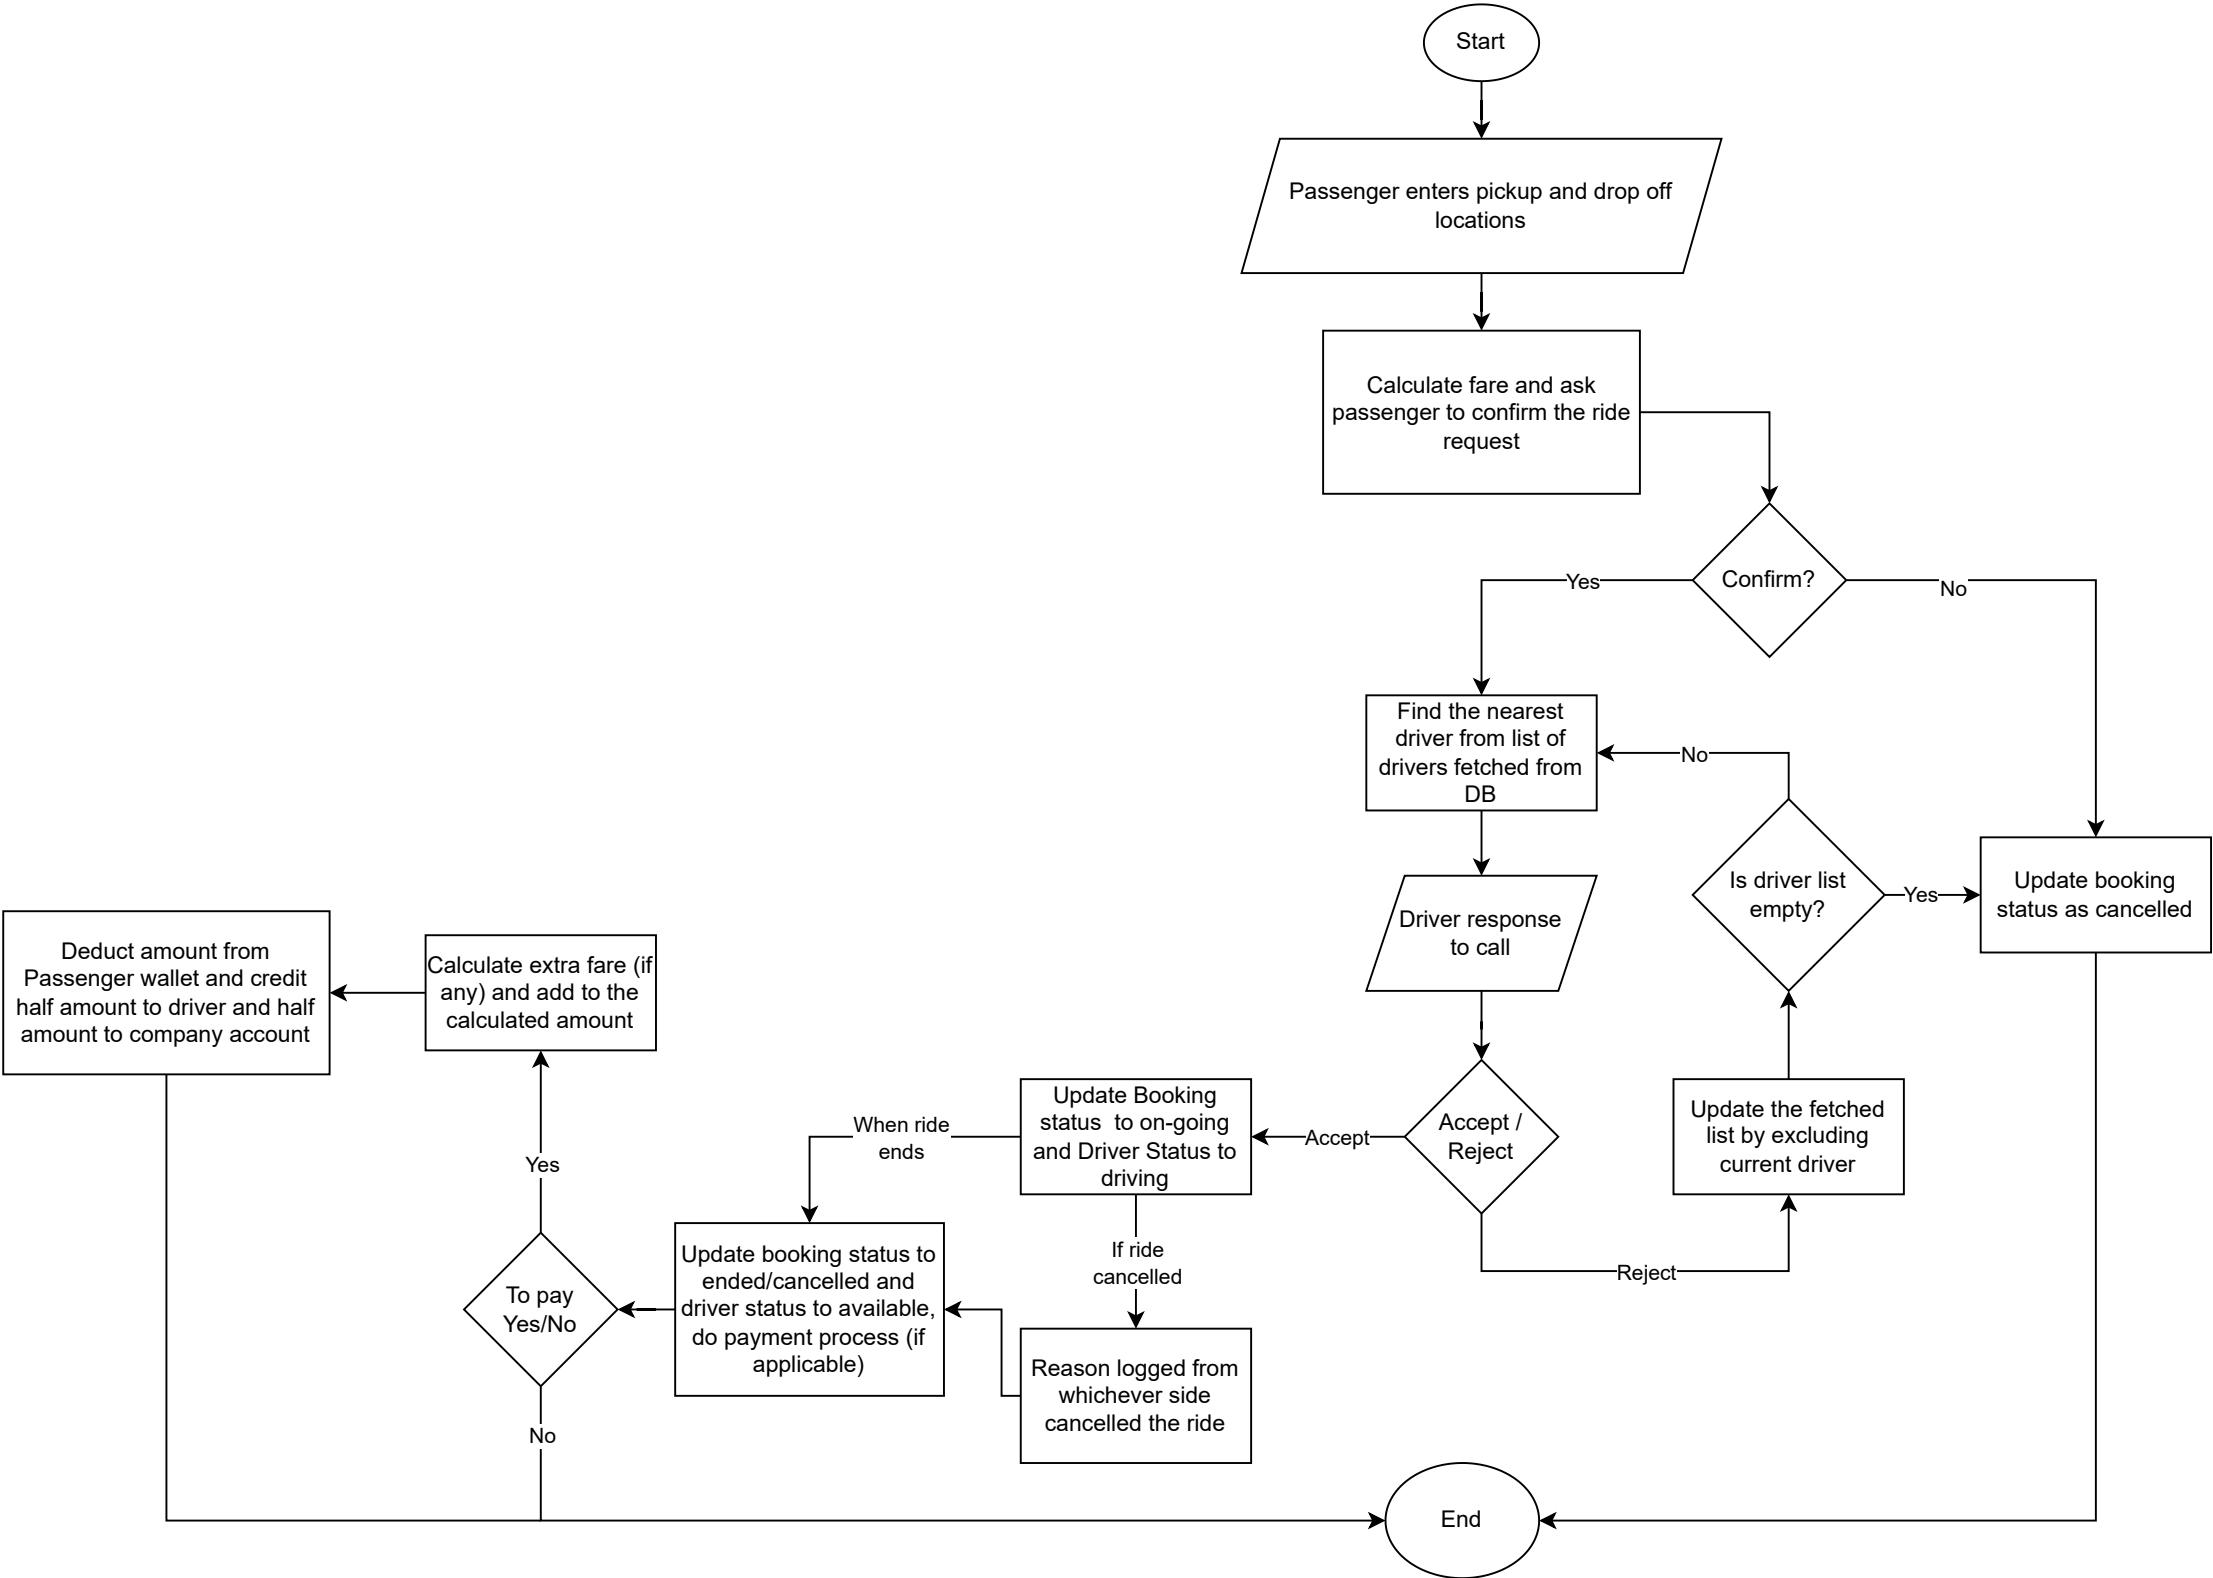 Start
Passenger enters pickup and drop off
locations
Calculate fare and ask
passenger to confirm the ride
request
Confirm?
Yes
No
Find the nearest
driver from list of
drivers fetched from
DB
No
Is driver list
empty?
Yes
Update booking
status as cancelled
Driver response
to call
Accept /
Reject
Accept
Reject
Update the fetched
list by excluding
current driver
Update Booking
status  to on-going
and Driver Status to
driving
When ride
ends
If ride
cancelled
Reason logged from
whichever side
cancelled the ride
Update booking status to
ended/cancelled and
driver status to available,
do payment process (if
applicable)
To pay
Yes/No
Yes
No
Calculate extra fare (if
any) and add to the
calculated amount
Deduct amount from
Passenger wallet and credit
half amount to driver and half
amount to company account
End